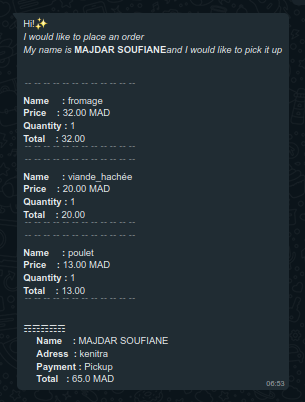 Hi!✨
I would like to place an order
My name is MAJDAR SOUFIANEand I would like to pick it up
-- -- -- -- -- -- -- -- -- -- --
Name : fromage
Price : 32.00 MAD
Quantity : 1
Total : 32.00
-- -- -- -- -- -- -- -- -- -- --
-- -- -- -- -- -- -- -- -- -- --
Name : viande_hachée
Price : 20.00 MAD
Quantity : 1
Total : 20.00
-- -- -- -- -- -- -- -- -- -- --
-- -- -- -- -- -- -- -- -- -- --
Name : poulet
Price : 13.00 MAD
Quantity : 1
Total : 13.00
-- -- -- -- -- -- -- -- -- -- --
☶☶☶☶☶
Name : MAJDAR SOUFIANE
Adress : kenitra
Payment : Pickup
Total : 65.0 MAD
06:53